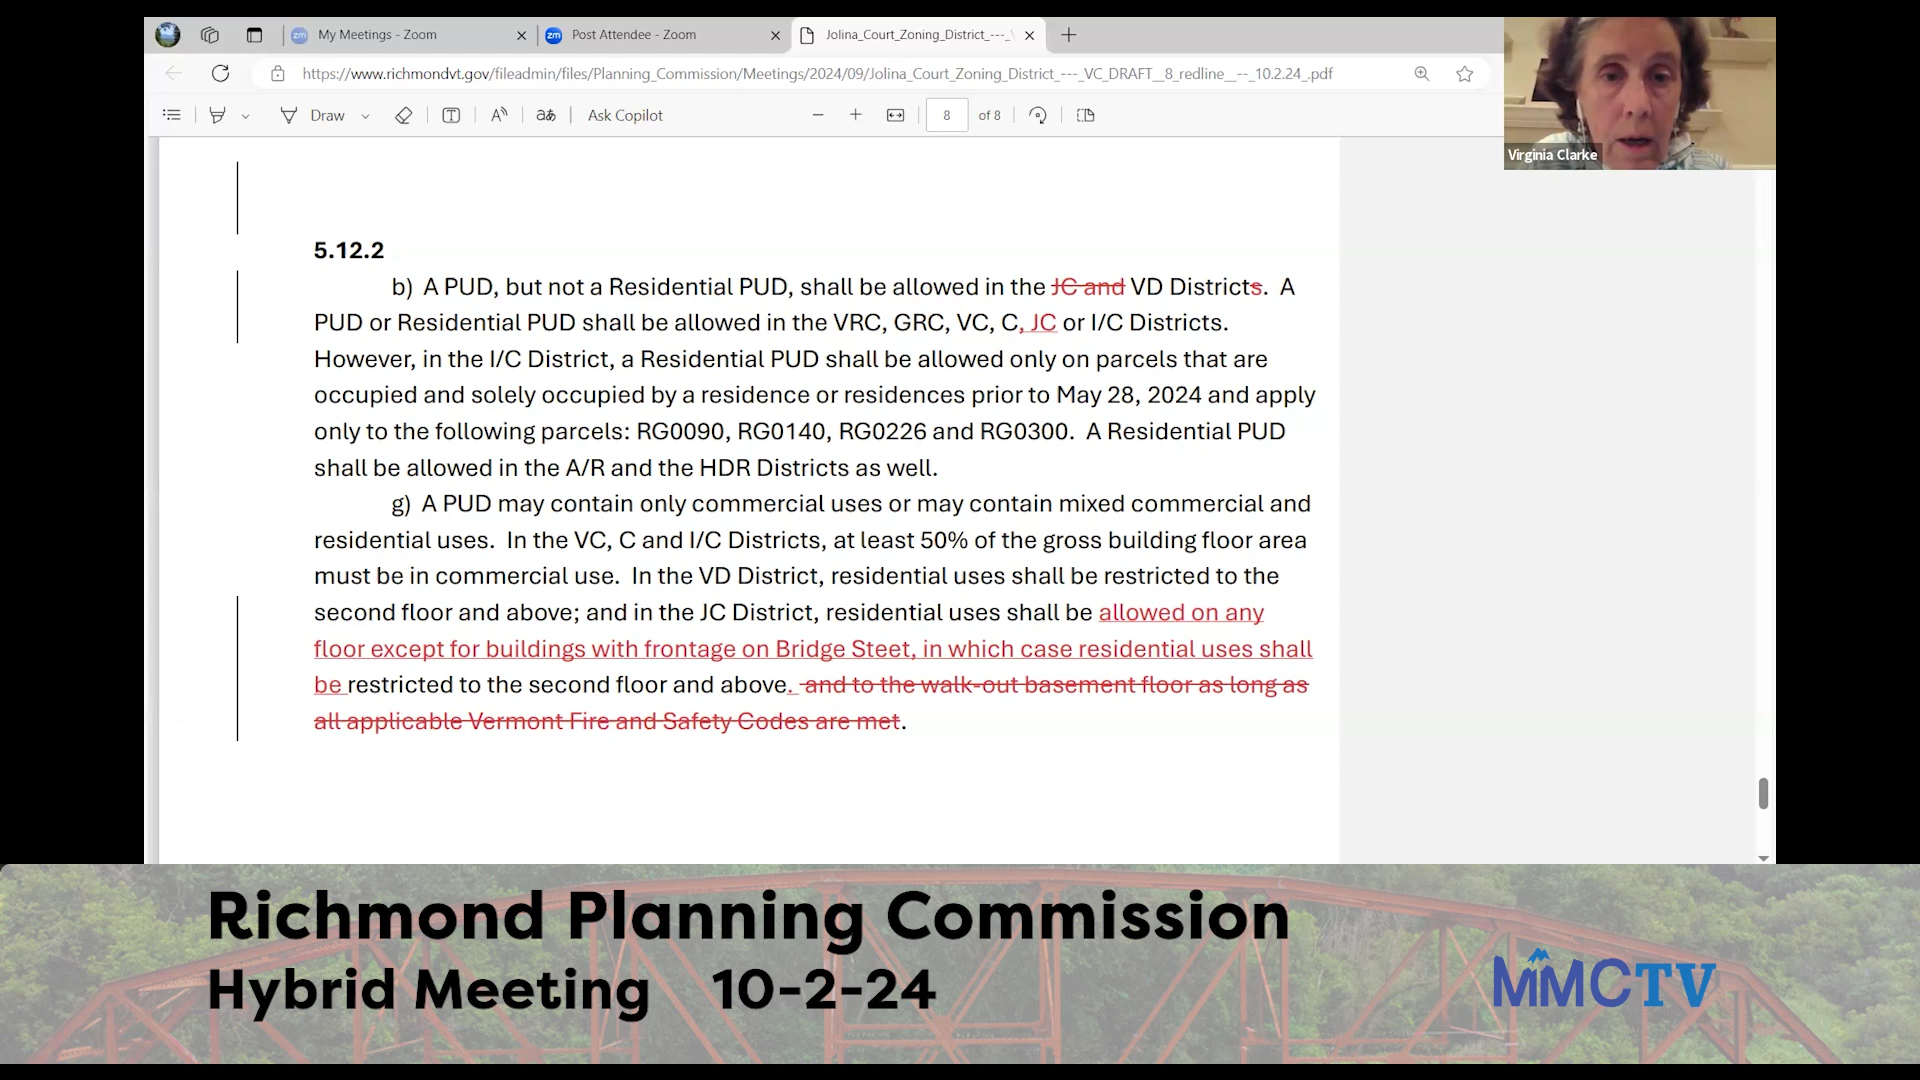 My Meetings - Zoom
zm Post Attendee - Zoom
Jolina_Court_Zoning_District_---_
https://www.richmondvt.gov/fileadmin/files/Planning_Commission/Meetings/2024/09/Jolina_Court_Zoning_District_---_VC_DRAFT__8_redline__--_10.2.24_.pdf
Draw
Ask Copilot
8 of 8
Virginia Clarke
5.12.2
b) A PUD, but not a Residential PUD, shall be allowed in the JC and VD Districts. A
PUD or Residential PUD shall be allowed in the VRC, GRC, VC, C, JC or I/C Districts.
However, in the I/C District, a Residential PUD shall be allowed only on parcels that are
occupied and solely occupied by a residence or residences prior to May 28, 2024 and apply
only to the following parcels: RG0090, RG0140, RG0226 and RG0300. A Residential PUD
shall be allowed in the A/R and the HDR Districts as well.
g) A PUD may contain only commercial uses or may contain mixed commercial and
residential uses. In the VC, C and I/C Districts, at least 50% of the gross building floor area
must be in commercial use. In the VD District, residential uses shall be restricted to the
second floor and above; and in the JC District, residential uses shall be allowed on any
floor except for buildings with frontage on Bridge Steet, in which case residential uses shall
be restricted to the second floor and above. and to the walk-out basement floor as long as
all applicable Vermont Fire and Safety Codes are met.
Richmond Planning Commission
Hybrid Meeting 10-2-24
MMCTV